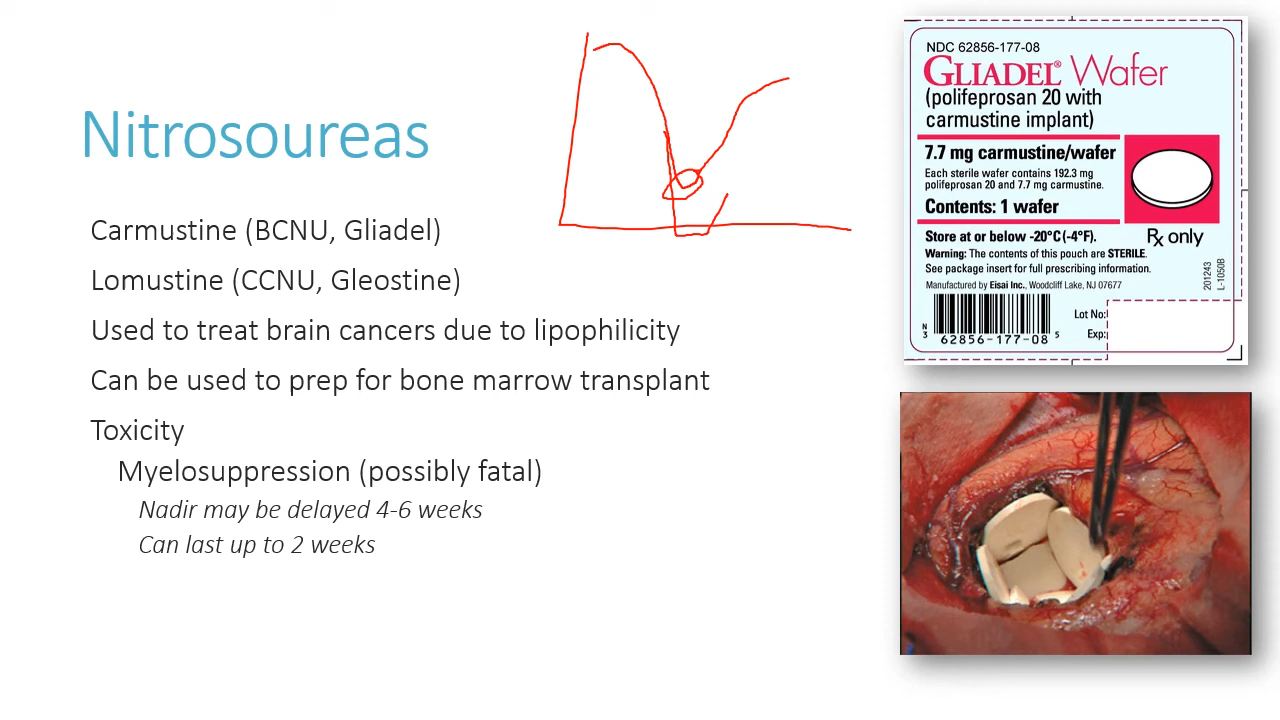 Nitrosoureas
Carmustine (BCNU, Gliadel)
Lomustine (CCNU, Gleostine)
Used to treat brain cancers due to lipophilicity
Can be used to prep for bone marrow transplant
Toxicity
Myelosuppression (possibly fatal)
Nadir may be delayed 4-6 weeks
Can last up to 2 weeks
NDC 62856-177-08
GLIADEL® Wafer
(polifeprosan 20 with
carmustine implant)
7.7 mg carmustine/wafer
Each sterile wafer contains 192.3 mg
polifeprosan 20 and 7.7 mg carmustine.
Contents: 1 wafer
Store at or below -20°C (-4°F).
Rx only
Warning: The contents of this pouch are STERILE.
See package insert for full prescribing information.
Manufactured by Eisai Inc., Woodcliff Lake, NJ 07677
201243
L-1050B
Lot No:
Exp:
N
3
62856-177-08
5